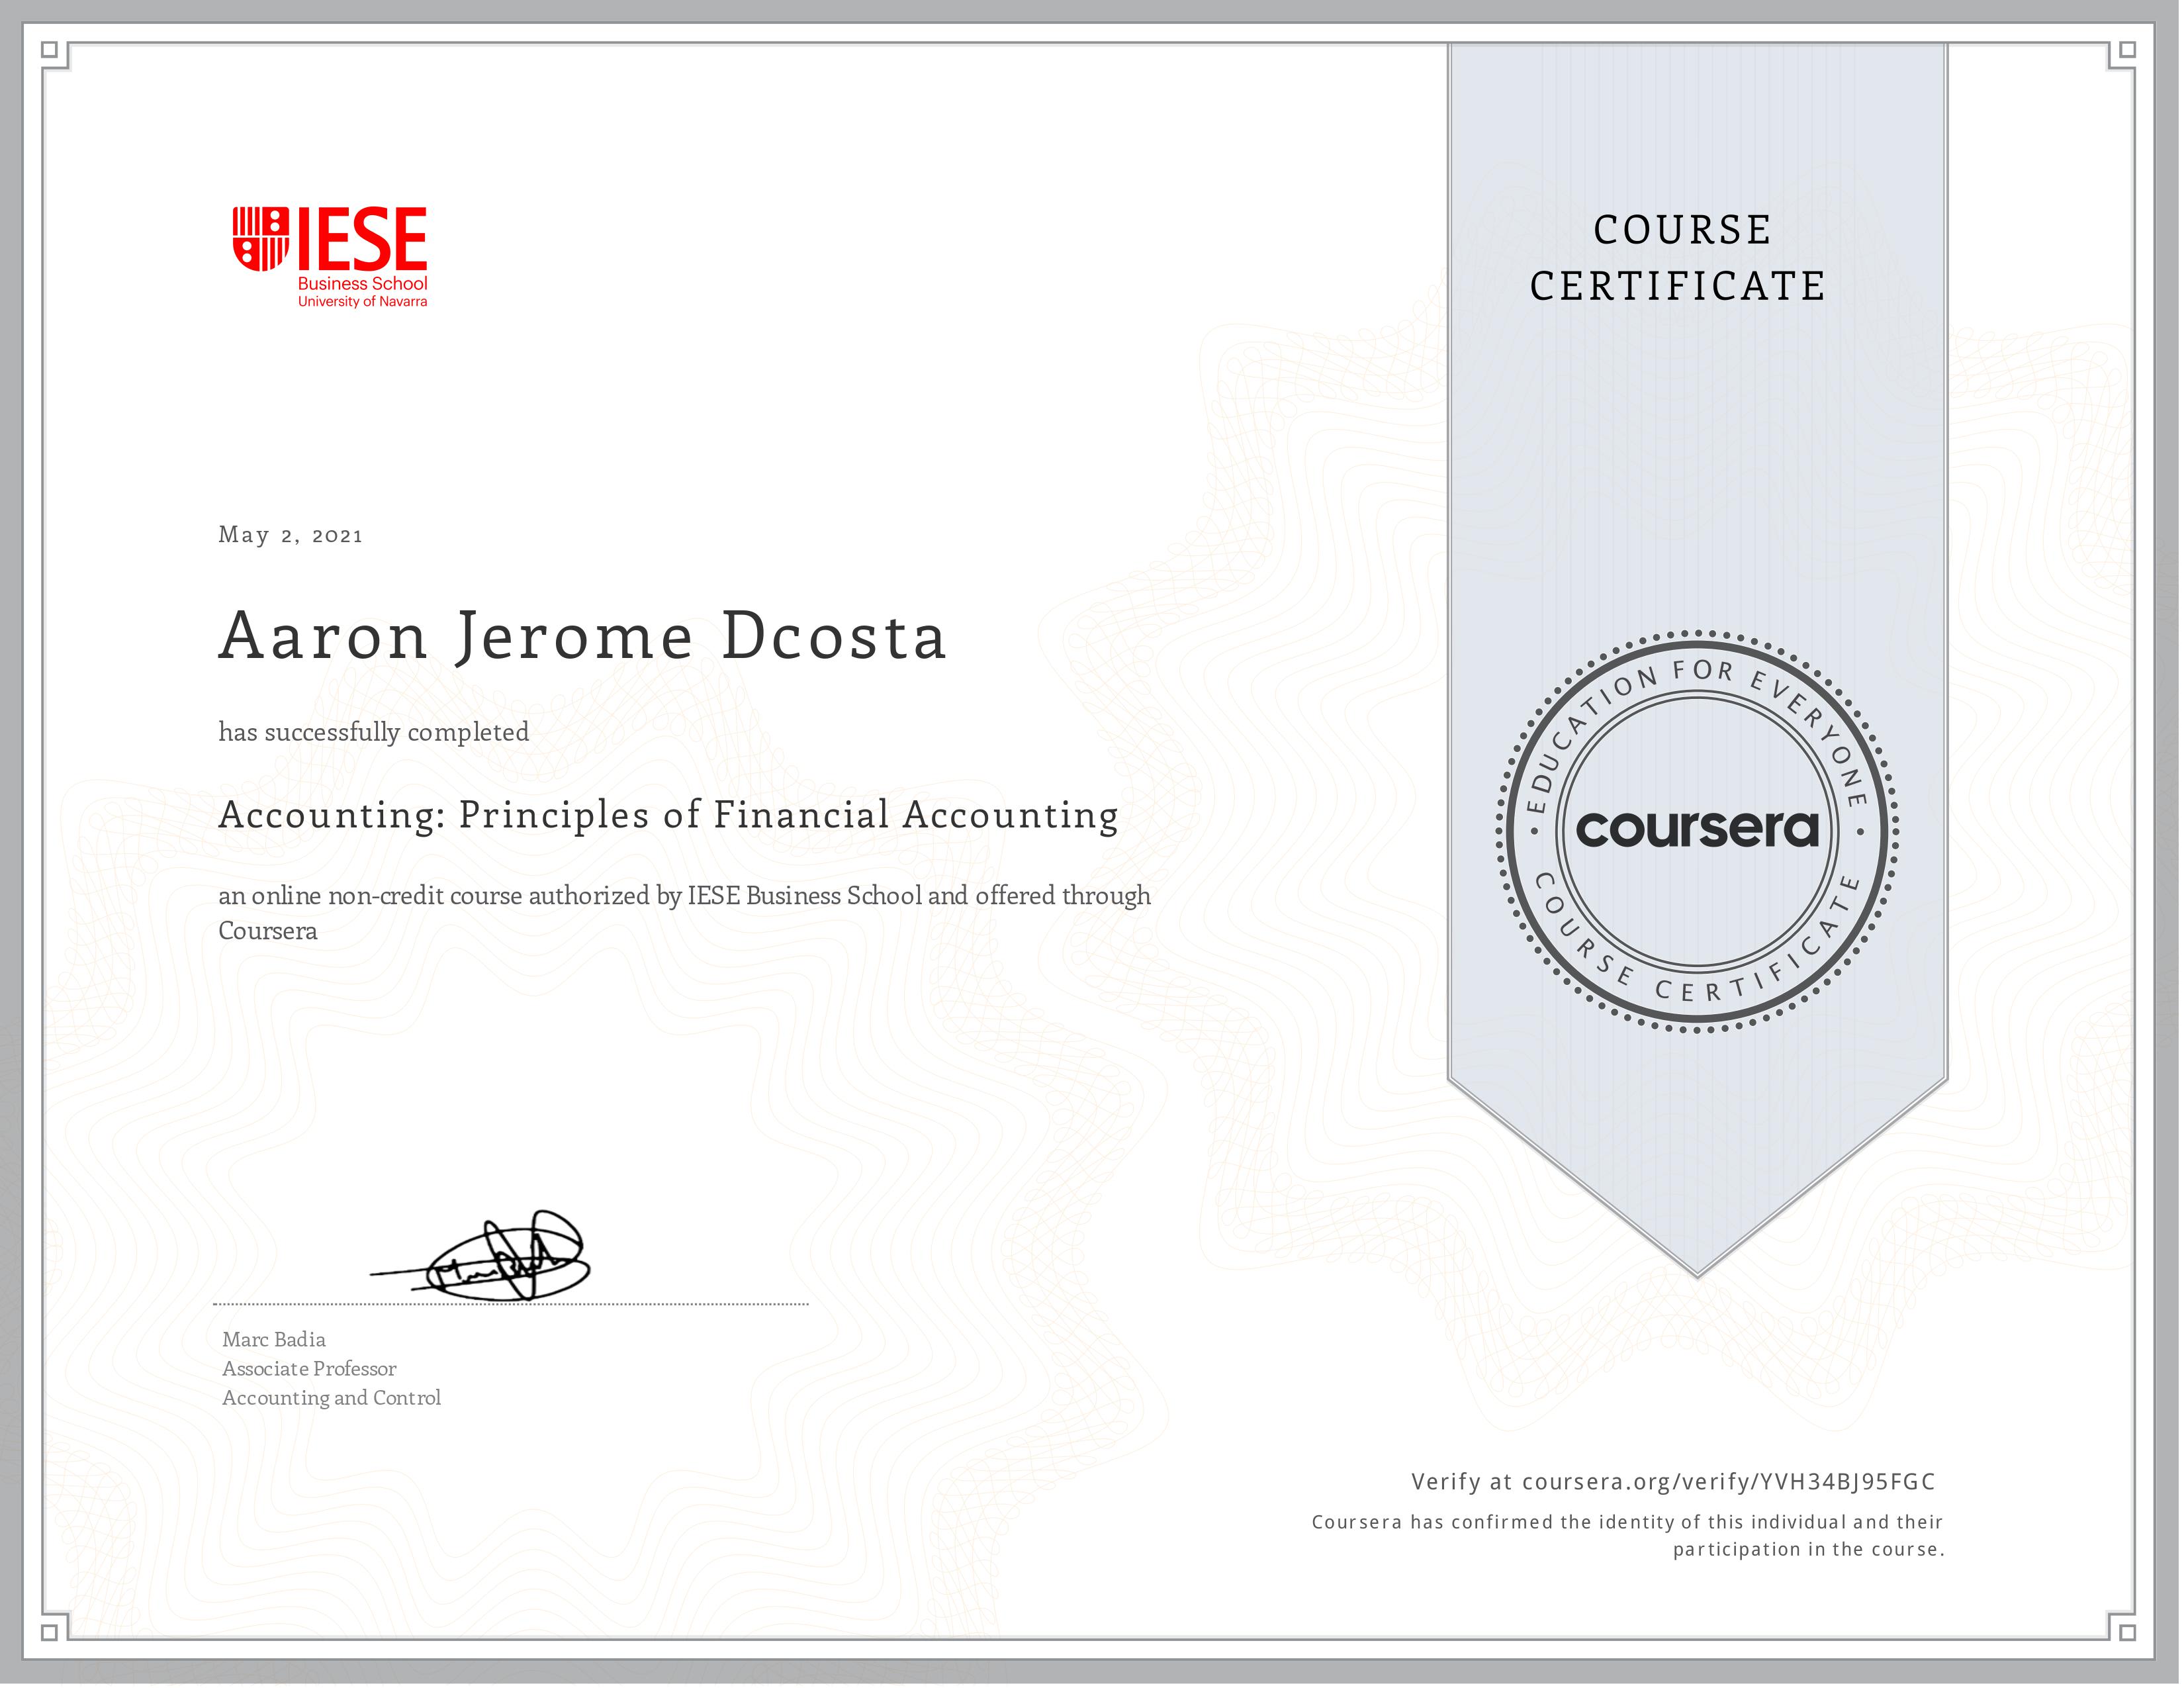 IESE
Business School
University of Navarra
COURSE
CERTIFICATE
May 2, 2021
Aaron Jerome Dcosta
has successfully completed
Accounting: Principles of Financial Accounting
an online non-credit course authorized by IESE Business School and offered through
Coursera
EDUCATION FOR EVERYONE
coursera
COURSE CERTIFICATE
Marc Badia
Associate Professor
Accounting and Control
Verify at coursera.org/verify/YVH34BJ95FGC
Coursera has confirmed the identity of this individual and their
participation in the course.